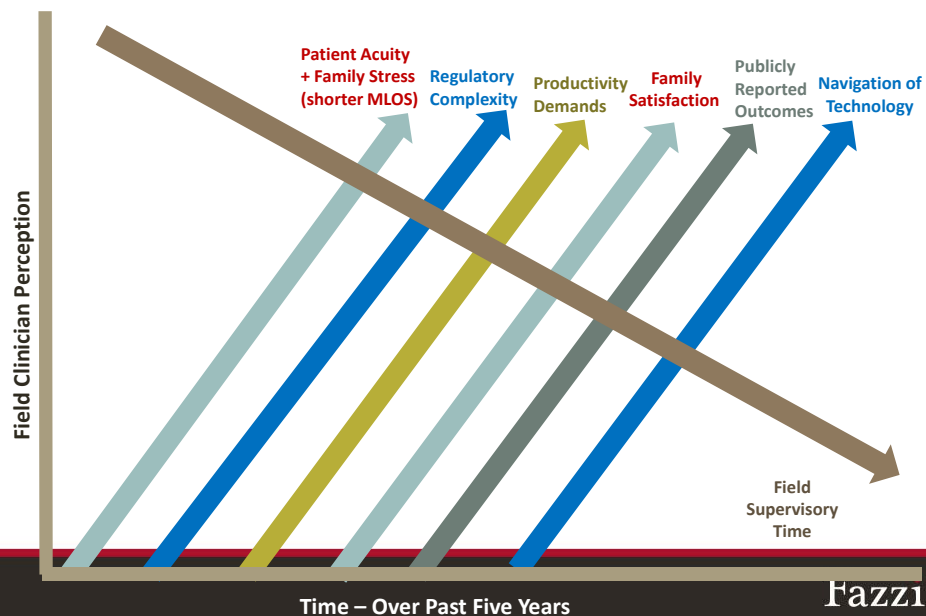 Patient Acuity
+ Family Stress
(shorter MLOS)
Regulatory
Complexity
Productivity
Demands
Family
Satisfaction
Publicly
Reported
Outcomes
Navigation of
Technology
Field Clinician Perception
Field
Supervisory
Time
Time – Over Past Five Years
Fazzi